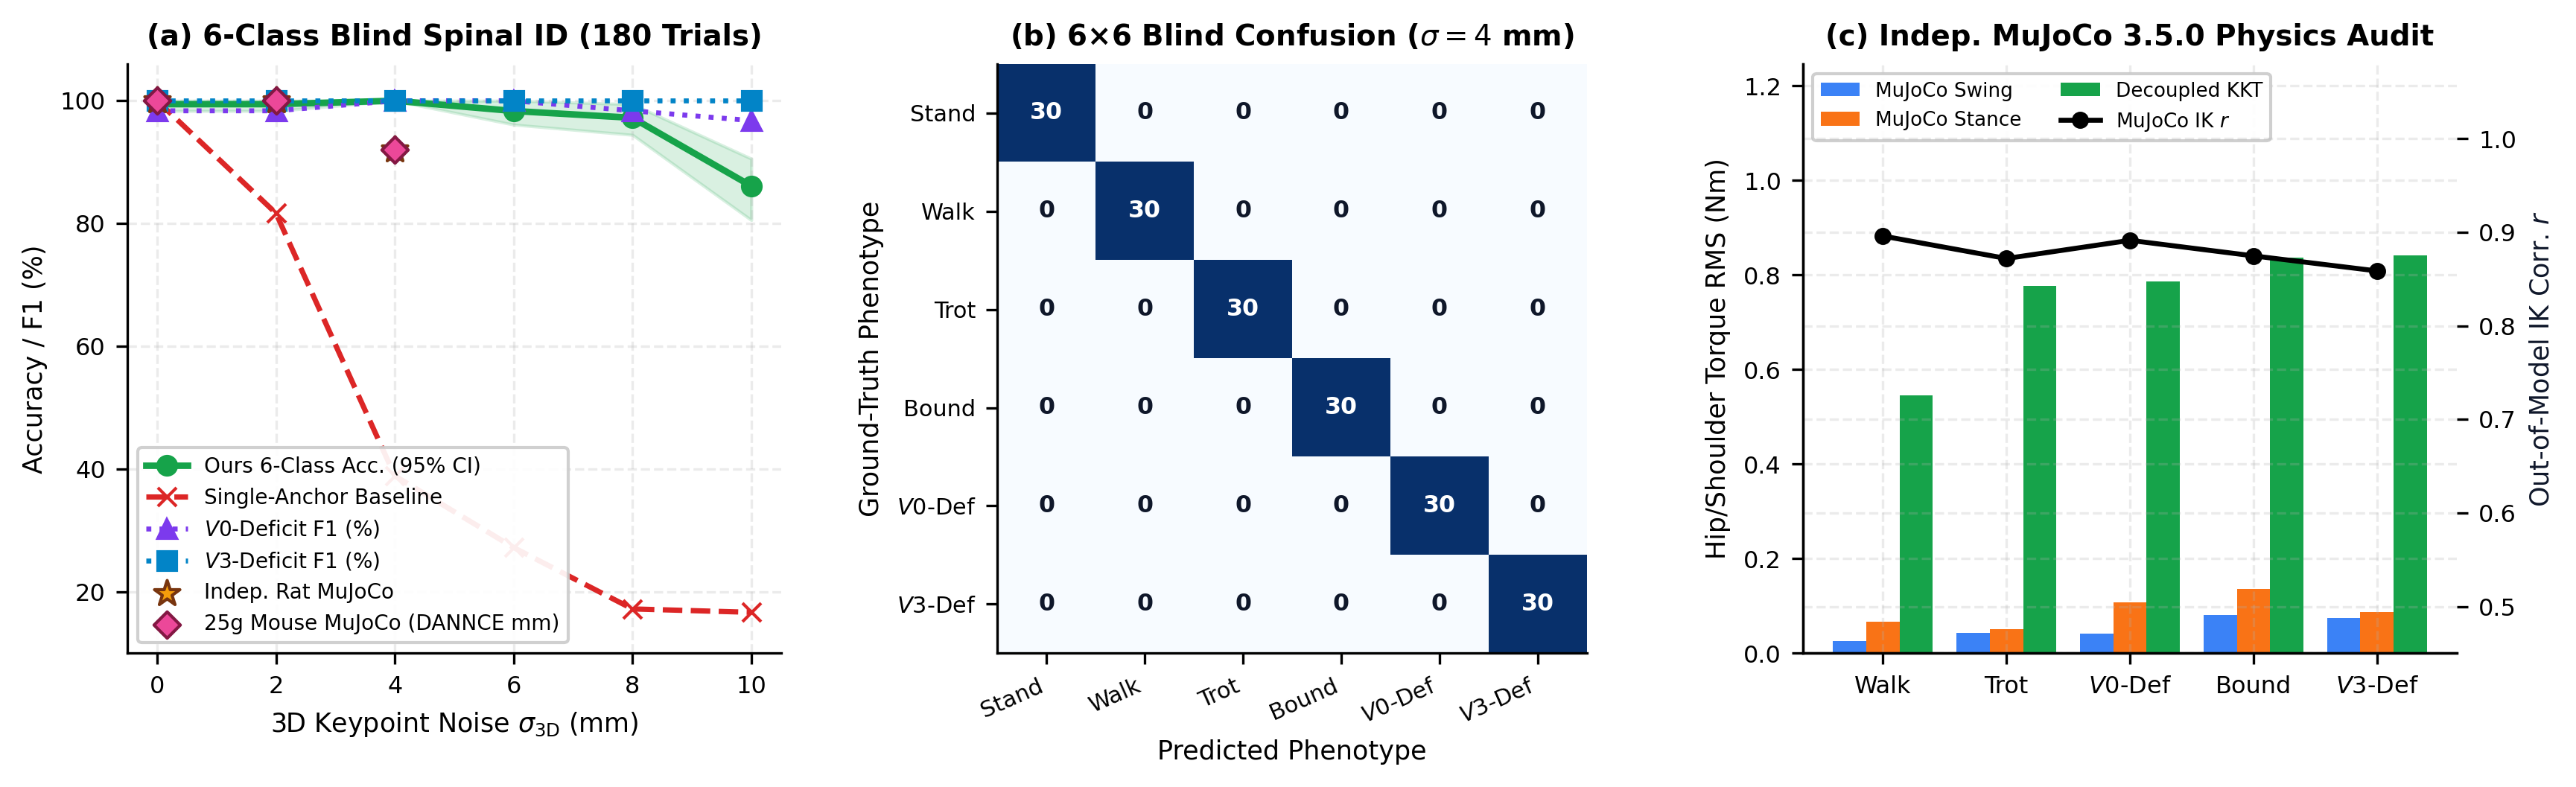 (a) 6-Class Blind Spinal ID (180 Trials)
Accuracy / F1 (%)
100
80
60
40
20
0 2 4 6 8 10
3D Keypoint Noise σ3D (mm)
Ours 6-Class Acc. (95% CI)
Single-Anchor Baseline
V0-Deficit F1 (%)
V3-Deficit F1 (%)
Indep. Rat MuJoCo
25g Mouse MuJoCo (DANNCE mm)
(b) 6×6 Blind Confusion (σ = 4 mm)
Ground-Truth Phenotype
Stand 30 0 0 0 0 0
Walk 0 30 0 0 0 0
Trot 0 0 30 0 0 0
Bound 0 0 0 30 0 0
V0-Def 0 0 0 0 30 0
V3-Def 0 0 0 0 0 30
Stand Walk Trot Bound V0-Def V3-Def
Predicted Phenotype
(c) Indep. MuJoCo 3.5.0 Physics Audit
Hip/Shoulder Torque RMS (Nm)
1.2
1.0
0.8
0.6
0.4
0.2
0.0
MuJoCo Swing
MuJoCo Stance
Decoupled KKT
MuJoCo IK r
Walk Trot V0-Def Bound V3-Def
1.0
0.9
0.8
0.7
0.6
0.5
Out-of-Model IK Corr. r